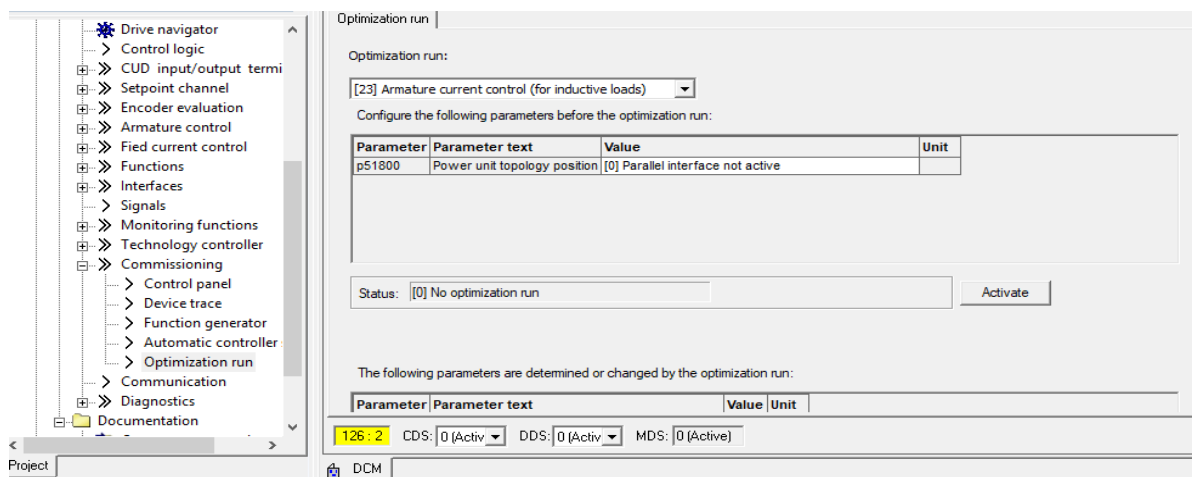 Drive navigator
Control logic
CUD input/output termi
Setpoint channel
Encoder evaluation
Armature control
Fied current control
Functions
Interfaces
Signals
Monitoring functions
Technology controller
Commissioning
Control panel
Device trace
Function generator
Automatic controller
Optimization run
Communication
Diagnostics
Documentation
Project
Optimization run
Optimization run:
[23] Armature current control (for inductive loads)
Configure the following parameters before the optimization run:
Parameter Parameter text Value Unit
p51800 Power unit topology position [0] Parallel interface not active
Status: [0] No optimization run Activate
The following parameters are determined or changed by the optimization run:
Parameter Parameter text Value Unit
126 : 2 CDS: 0 (Activ DDS: 0 (Activ MDS: 0 (Active)
DCM